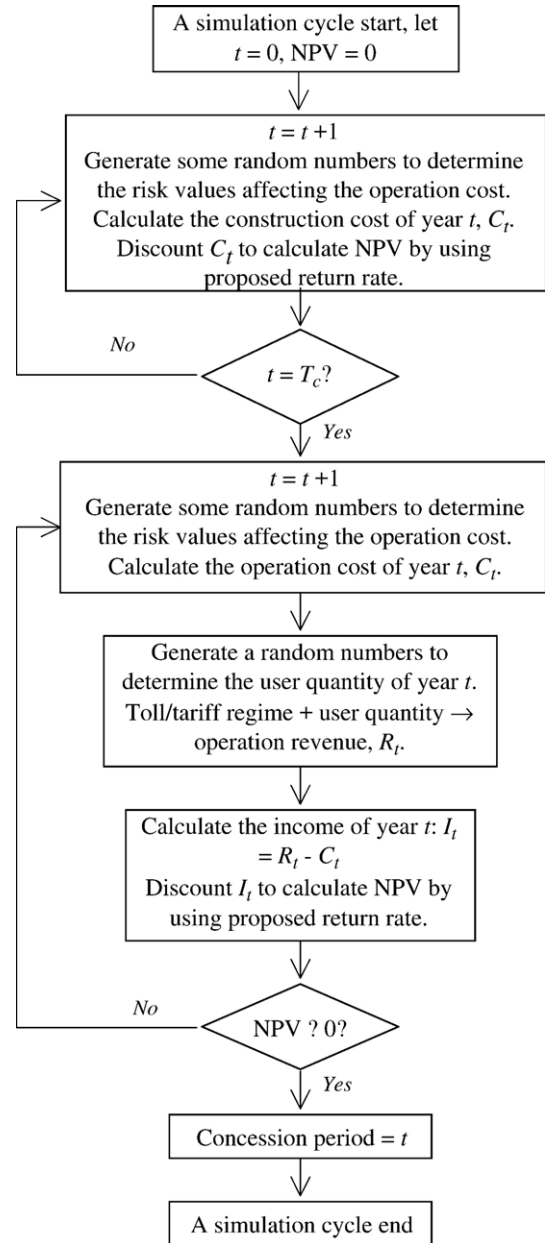 A simulation cycle start, let
t = 0, NPV = 0
t = t +1
Generate some random numbers to determine
the risk values affecting the operation cost.
Calculate the construction cost of year t, Cₜ.
Discount Cₜ to calculate NPV by using
proposed return rate.
No
t = T꜀?
Yes
t = t +1
Generate some random numbers to determine
the risk values affecting the operation cost.
Calculate the operation cost of year t, Cₜ.
Generate a random numbers to
determine the user quantity of year t.
Toll/tariff regime + user quantity →
operation revenue, Rₜ.
Calculate the income of year t: Iₜ
= Rₜ - Cₜ
Discount Iₜ to calculate NPV by
using proposed return rate.
No
NPV ? 0?
Yes
Concession period = t
A simulation cycle end